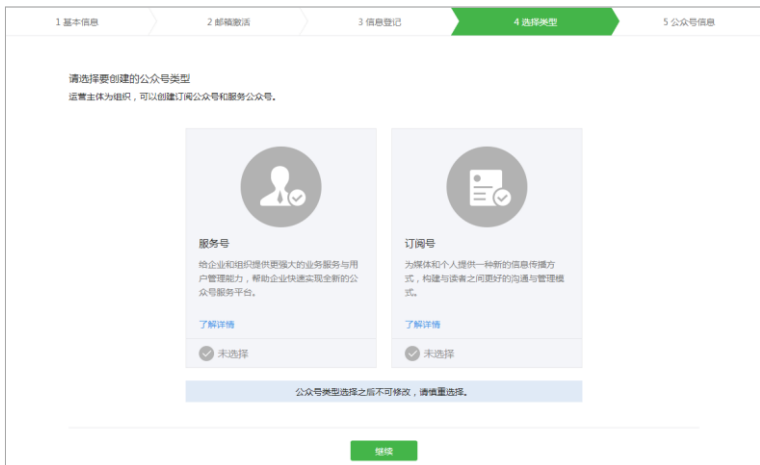 1 基本信息
2 邮箱激活
3 信息登记
4 选择类型
5 公众号信息
请选择要创建的公众号类型
运营主体为组织，可以创建订阅公众号和服务公众号。
服务号
给企业和组织提供更强大的业务服务与用
户管理能力，帮助企业快速实现全新的公
众号服务平台。
了解详情
未选择
订阅号
为媒体和个人提供一种新的信息传播方
式，构建与读者之间更好的沟通与管理模
式。
了解详情
未选择
公众号类型选择之后不可修改，请慎重选择。
继续